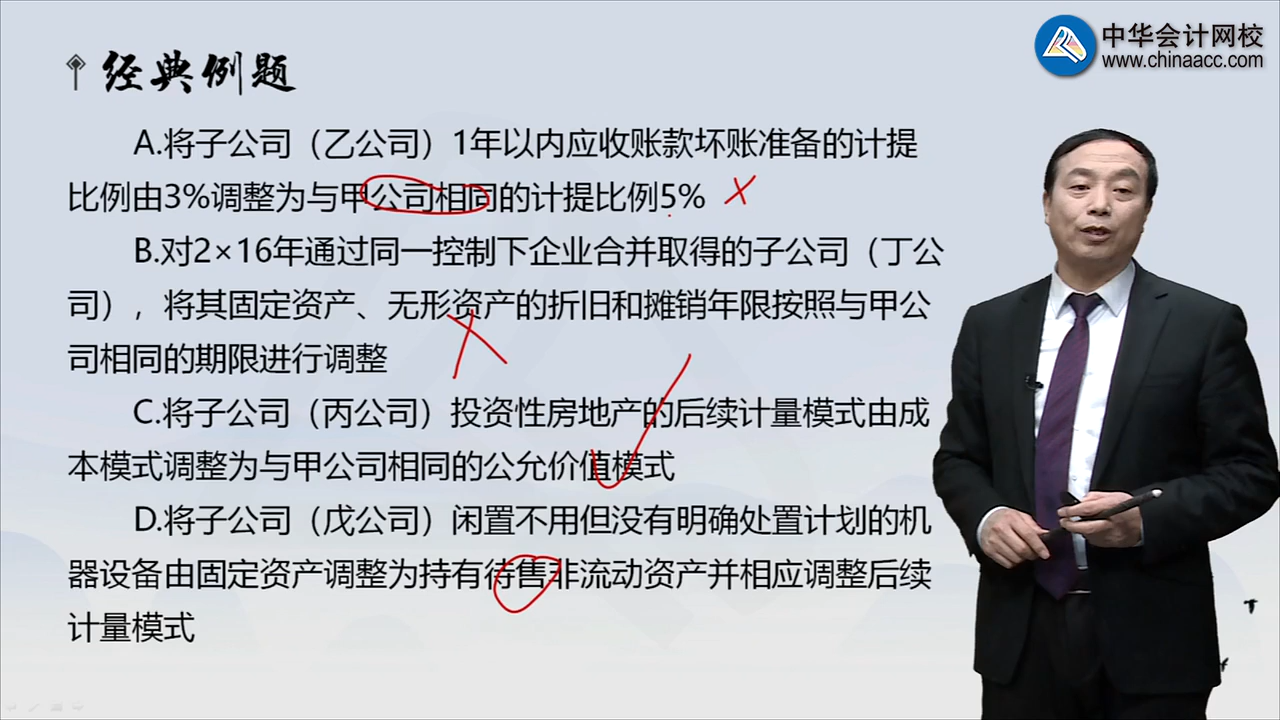 中华会计网校
www.chinaacc.com
经典例题
A.将子公司（乙公司）1年以内应收账款坏账准备的计提
比例由3%调整为与甲公司相同的计提比例5%
B.对2×16年通过同一控制下企业合并取得的子公司（丁公
司），将其固定资产、无形资产的折旧和摊销年限按照与甲公
司相同的期限进行调整
C.将子公司（丙公司）投资性房地产的后续计量模式由成
本模式调整为与甲公司相同的公允价值模式
D.将子公司（戊公司）闲置不用但没有明确处置计划的机
器设备由固定资产调整为持有待售非流动资产并相应调整后续
计量模式